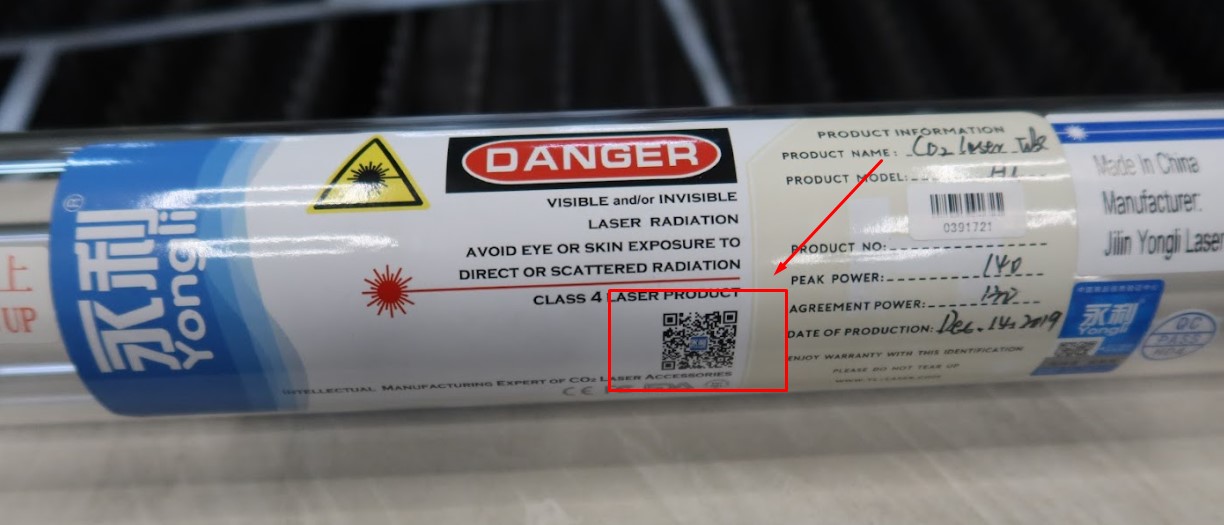 上
UP
永利®
Yongli
DANGER
VISIBLE and/or INVISIBLE
LASER RADIATION
AVOID EYE OR SKIN EXPOSURE TO
DIRECT OR SCATTERED RADIATION
CLASS 4 LASER PRODUCT
INTELLECTUAL MANUFACTURING EXPERT OF CO2 LASER ACCESSORIES
CE FDA
PRODUCT INFORMATION
PRODUCT NAME: CO2 laser Tube
PRODUCT MODEL: H1
0391721
PRODUCT NO:
PEAK POWER: 140
AGREEMENT POWER: 130
DATE OF PRODUCTION: Dec. 14. 2019
ENJOY WARRANTY WITH THIS IDENTIFICATION
PLEASE DO NOT TEAR UP
Made In China
Manufacturer:
Jilin Yongli Laser
永利
Yongli
QC
PASS